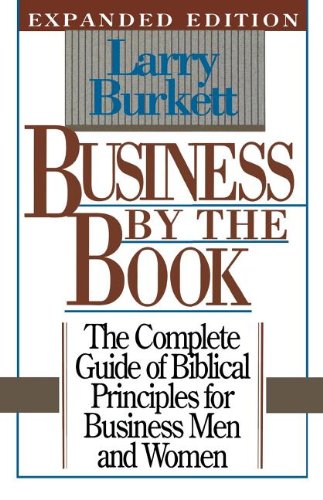 EXPANDED EDITION
Larry
Burkett
BUSINESS
BY THE
BOOK
The Complete
Guide of Biblical
Principles for
Business Men
and Women